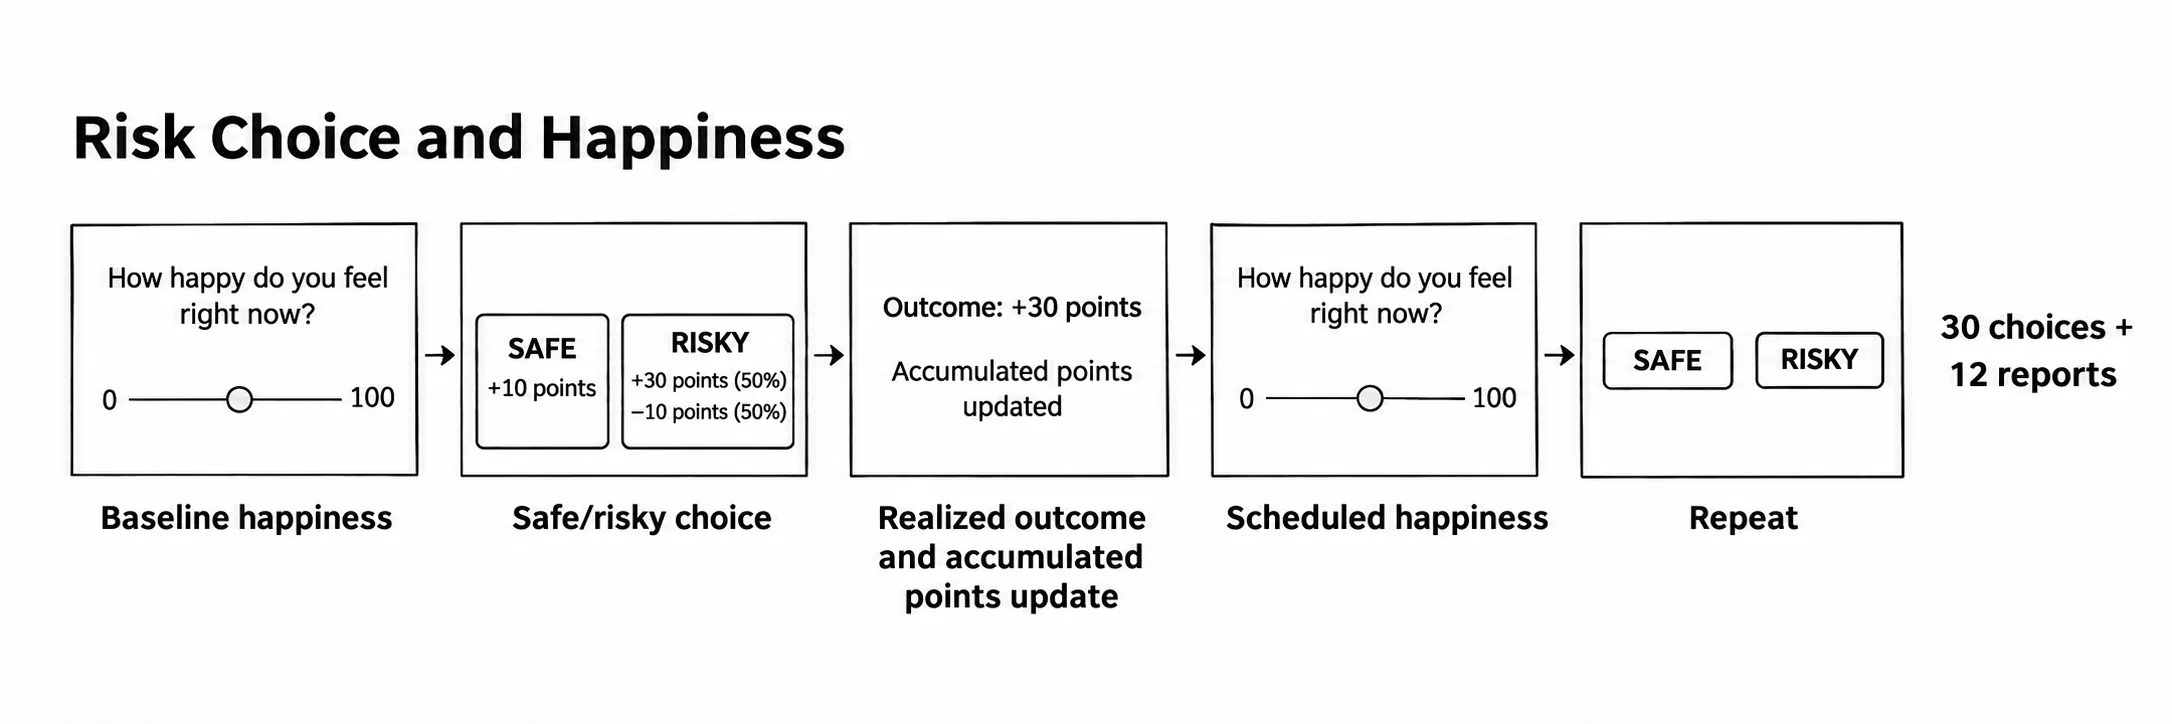 Risk Choice and Happiness
How happy do you feel
right now?
0
100
Baseline happiness
SAFE
+10 points
RISKY
+30 points (50%)
−10 points (50%)
Safe/risky choice
Outcome: +30 points
Accumulated points
updated
Realized outcome
and accumulated
points update
How happy do you feel
right now?
0
100
Scheduled happiness
SAFE
RISKY
Repeat
30 choices +
12 reports